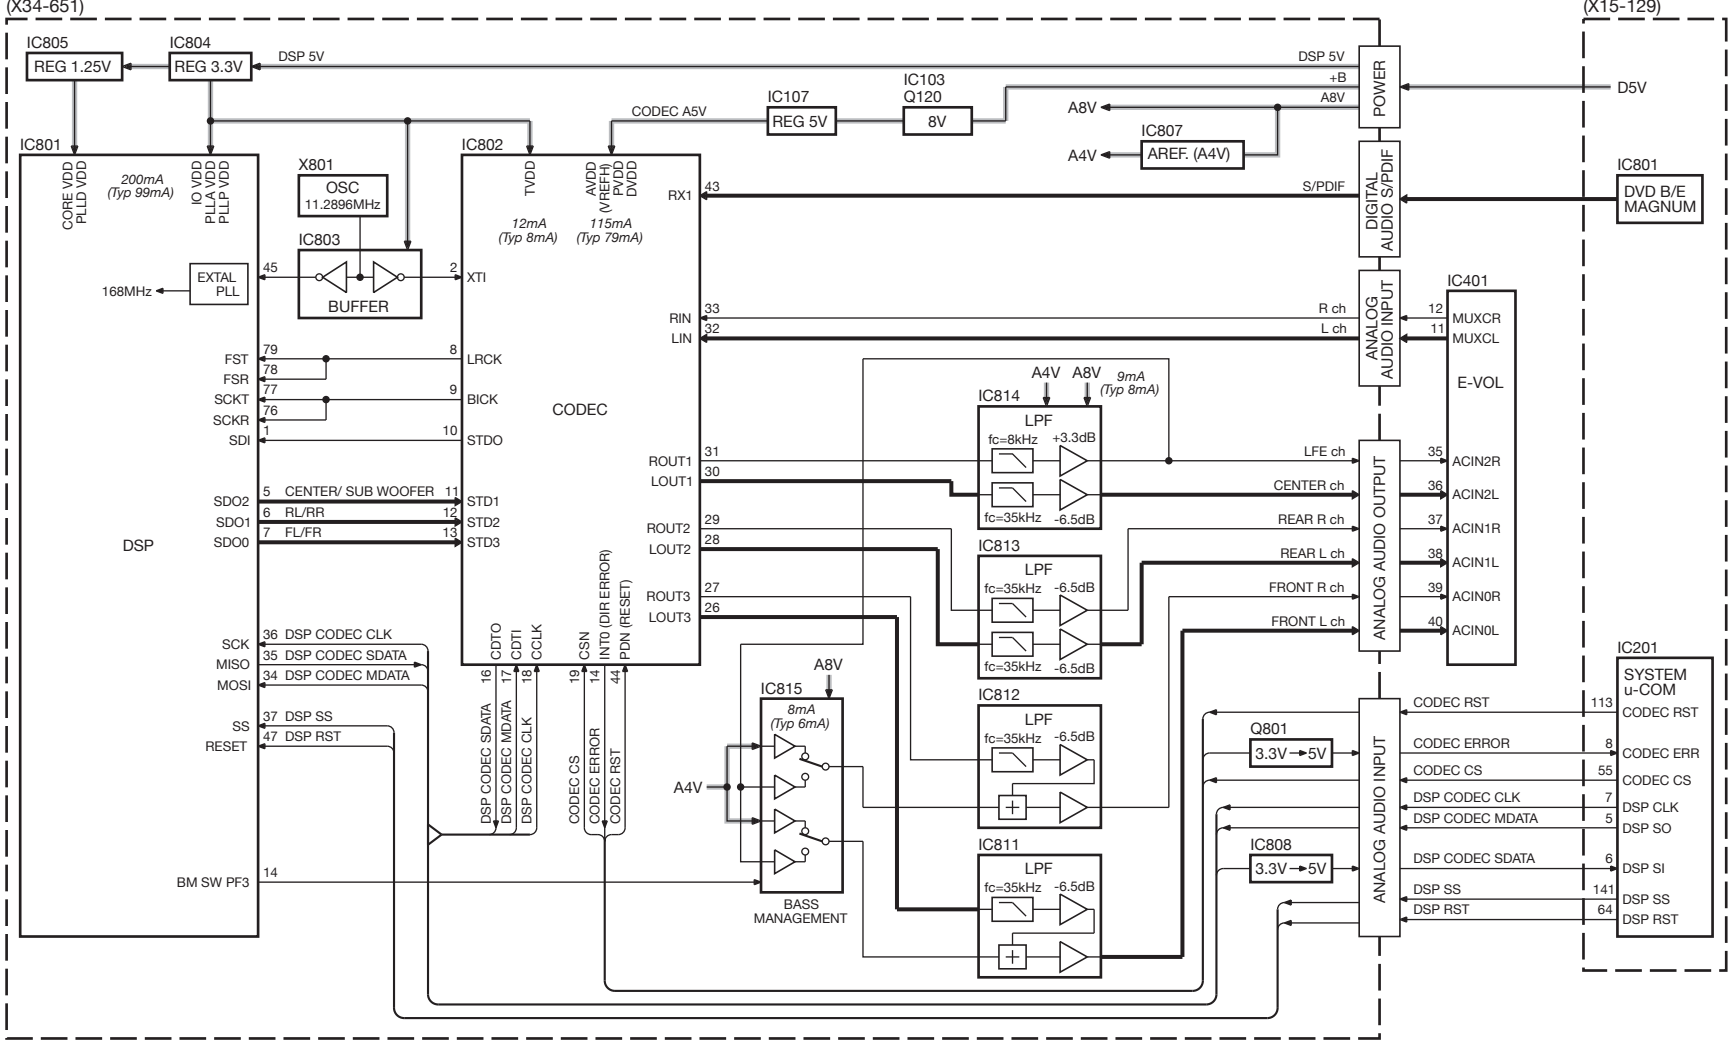 (X34-651)
(X15-129)
IC805
REG 1.25V
IC804
REG 3.3V
DSP 5V
DSP 5V
+B
A8V
POWER
D5V
IC103
Q120
8V
IC107
REG 5V
CODEC A5V
A8V
IC807
AREF. (A4V)
A4V
IC801
CORE VDD
PLLD VDD
200mA
(Typ 99mA)
IO VDD
PLLA VDD
PLLP VDD
X801
OSC
11.2896MHz
IC803
BUFFER
IC802
TVDD
12mA
(Typ 8mA)
AVDD
(VREFH)
PVDD
DVDD
115mA
(Typ 79mA)
RX1
43
S/PDIF
DIGITAL
AUDIO S/PDIF
IC801
DVD B/E
MAGNUM
EXTAL
PLL
168MHz
45
2
XTI
RIN
33
R ch
LIN
32
L ch
ANALOG
AUDIO INPUT
IC401
12
MUXCR
11
MUXCL
E-VOL
FST
79
8
LRCK
FSR
78
SCKT
77
9
BICK
SCKR
76
SDI
1
10
STDO
CODEC
DSP
SDO2
5
CENTER/ SUB WOOFER
11
STD1
SDO1
6
RL/RR
12
STD2
SDO0
7
FL/FR
13
STD3
ROUT1
31
LOUT1
30
ROUT2
29
LOUT2
28
ROUT3
27
LOUT3
26
A4V
A8V
9mA
(Typ 8mA)
IC814
LPF
fc=8kHz
+3.3dB
fc=35kHz
-6.5dB
IC813
LPF
fc=35kHz
-6.5dB
fc=35kHz
-6.5dB
IC812
LPF
fc=35kHz
-6.5dB
IC811
LPF
fc=35kHz
-6.5dB
LFE ch
CENTER ch
REAR R ch
REAR L ch
FRONT R ch
FRONT L ch
ANALOG AUDIO OUTPUT
35
ACIN2R
36
ACIN2L
37
ACIN1R
38
ACIN1L
39
ACIN0R
40
ACIN0L
SCK
36
DSP CODEC CLK
MISO
35
DSP CODEC SDATA
MOSI
34
DSP CODEC MDATA
SS
37
DSP SS
RESET
47
DSP RST
BM SW PF3
14
CDTO
CDTI
CCLK
CSN
INT0 (DIR ERROR)
PDN (RESET)
16
17
18
19
14
44
DSP CODEC SDATA
DSP CODEC MDATA
DSP CODEC CLK
CODEC CS
CODEC ERROR
CODEC RST
A8V
IC815
8mA
(Typ 6mA)
A4V
BASS
MANAGEMENT
Q801
3.3V
5V
IC808
3.3V
5V
ANALOG AUDIO INPUT
IC201
SYSTEM
u-COM
CODEC RST
113
CODEC RST
CODEC ERROR
8
CODEC ERR
CODEC CS
55
CODEC CS
DSP CODEC CLK
7
DSP CLK
DSP CODEC MDATA
5
DSP SO
DSP CODEC SDATA
6
DSP SI
DSP SS
141
DSP SS
DSP RST
64
DSP RST